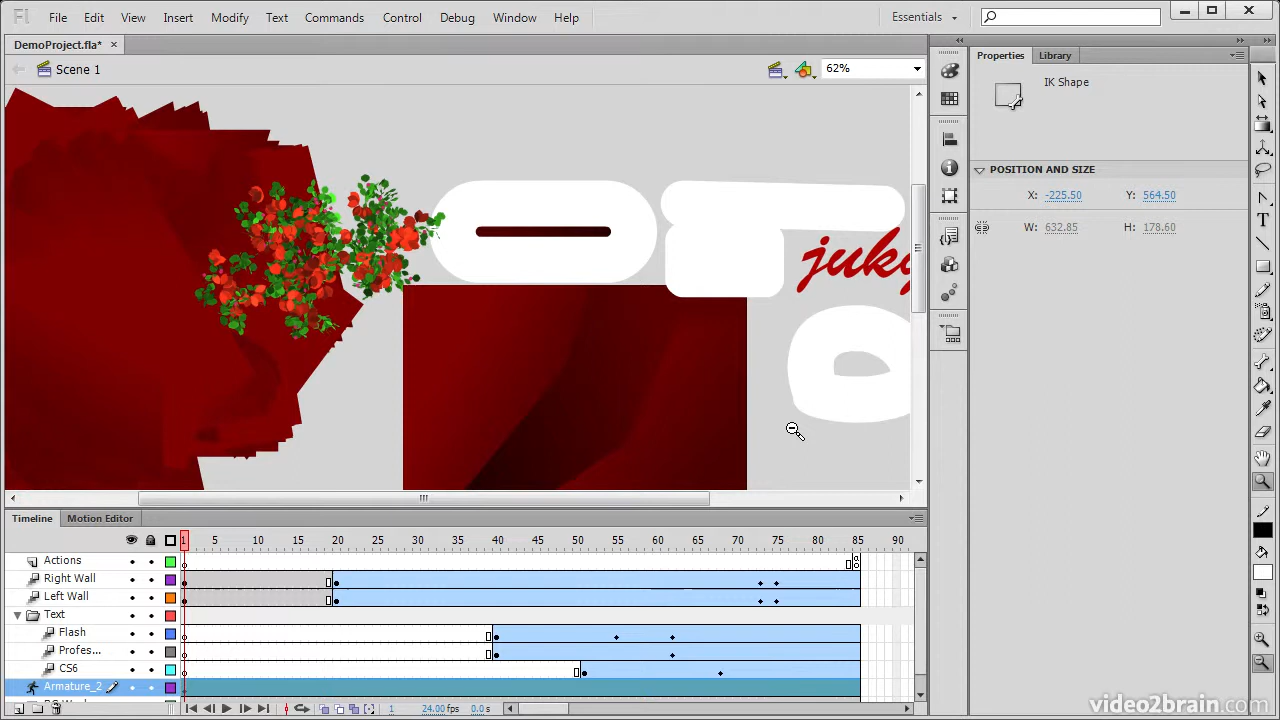 Fl File Edit View Insert Modify Text Commands Control Debug Window Help Essentials
DemoProject.fla*
Scene 1 62%
Properties Library
IK Shape
POSITION AND SIZE
X: -225.50 Y: 564.50
W: 632.85 H: 178.60
juky
Timeline Motion Editor
1 5 10 15 20 25 30 35 40 45 50 55 60 65 70 75 80 85 90
Actions
Right Wall
Left Wall
Text
Flash
Profes...
CS6
Armature_2
1 24.00 fps 0.0 s
video2brain.com